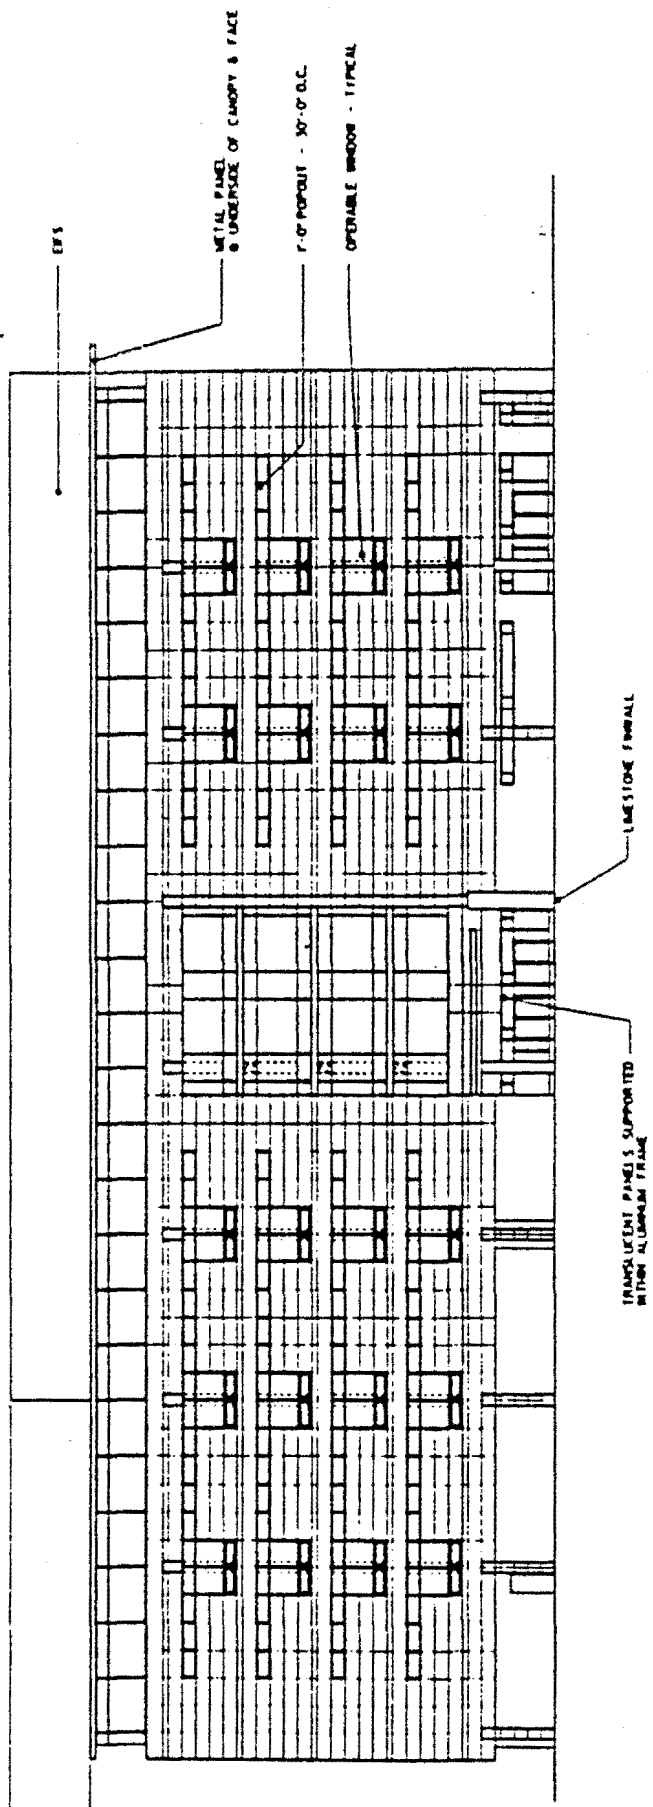 EIFS
METAL PANEL
@ UNDERSIDE OF CANOPY & FACE
1'-0" POPOUT - 30'-0" O.C.
OPERABLE WINDOW - TYPICAL
LIMESTONE FINWALL
TRANSLUCENT PANELS SUPPORTED
WITHIN ALUMINUM FRAME